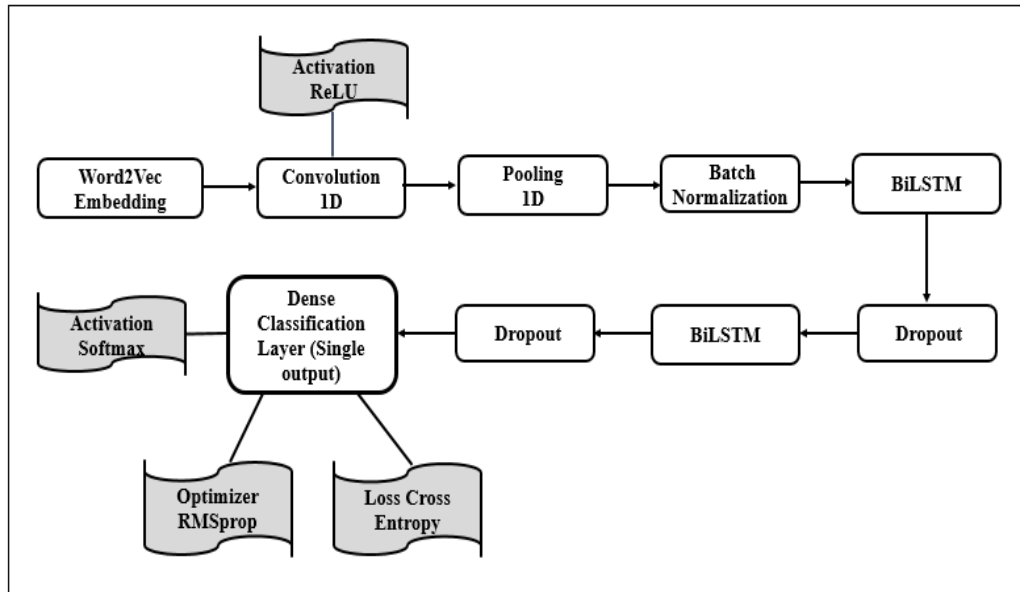 Activation
ReLU
Word2Vec
Embedding
Convolution
1D
Pooling
1D
Batch
Normalization
BiLSTM
Activation
Softmax
Dense
Classification
Layer (Single
output)
Dropout
BiLSTM
Dropout
Optimizer
RMSprop
Loss Cross
Entropy